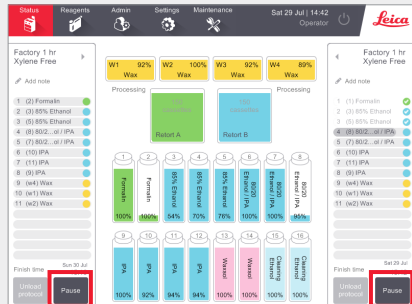 Status Reagents Admin Settings Maintenance
Sat 29 Jul | 14:42
Operator
Leica
Factory 1 hr
Xylene Free
Add note
1 (2) Formalin
2 (3) 85% Ethanol
3 (5) 85% Ethanol
4 (8) 80/2...ol / IPA
5 (7) 80/2...ol / IPA
6 (10) IPA
7 (11) IPA
8 (9) IPA
9 (w4) Wax
10 (w1) Wax
11 (w2) Wax
Finish time
Sun 30 Jul
Unload
protocol
Pause
W1 92%
Wax
W2 100%
Wax
W3 92%
Wax
W4 89%
Wax
Processing
Processing
Retort A
Retort B
1 2 3 4 5 6 7 8
Formalin
100%
Formalin
100%
85% Ethanol
54%
85% Ethanol
70%
85% Ethanol
76%
80/20
Ethanol / IPA
100%
80/20
Ethanol / IPA
100%
80/20
Ethanol / IPA
95%
9 10 11 12 13 14 15 16
IPA
100%
IPA
92%
IPA
94%
IPA
94%
Waxsol
100%
Waxsol
100%
Cleaning
Ethanol
100%
Cleaning
Ethanol
100%
Factory 1 hr
Xylene Free
Add note
1 (1) Formalin
2 (3) 85% Ethanol
3 (5) 85% Ethanol
4 (8) 80/2...ol / IPA
5 (7) 80/2...ol / IPA
6 (10) IPA
7 (11) IPA
8 (9) IPA
9 (w4) Wax
10 (w1) Wax
11 (w2) Wax
Finish time
Sat 29 Jul
Unload
protocol
Pause